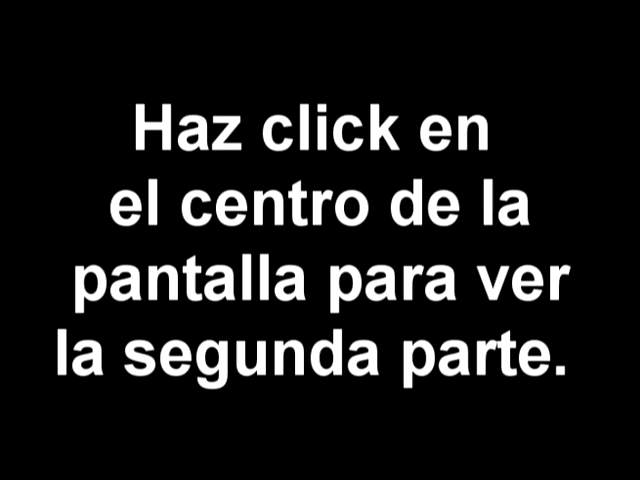 Haz click en
el centro de la
pantalla para ver
la segunda parte.